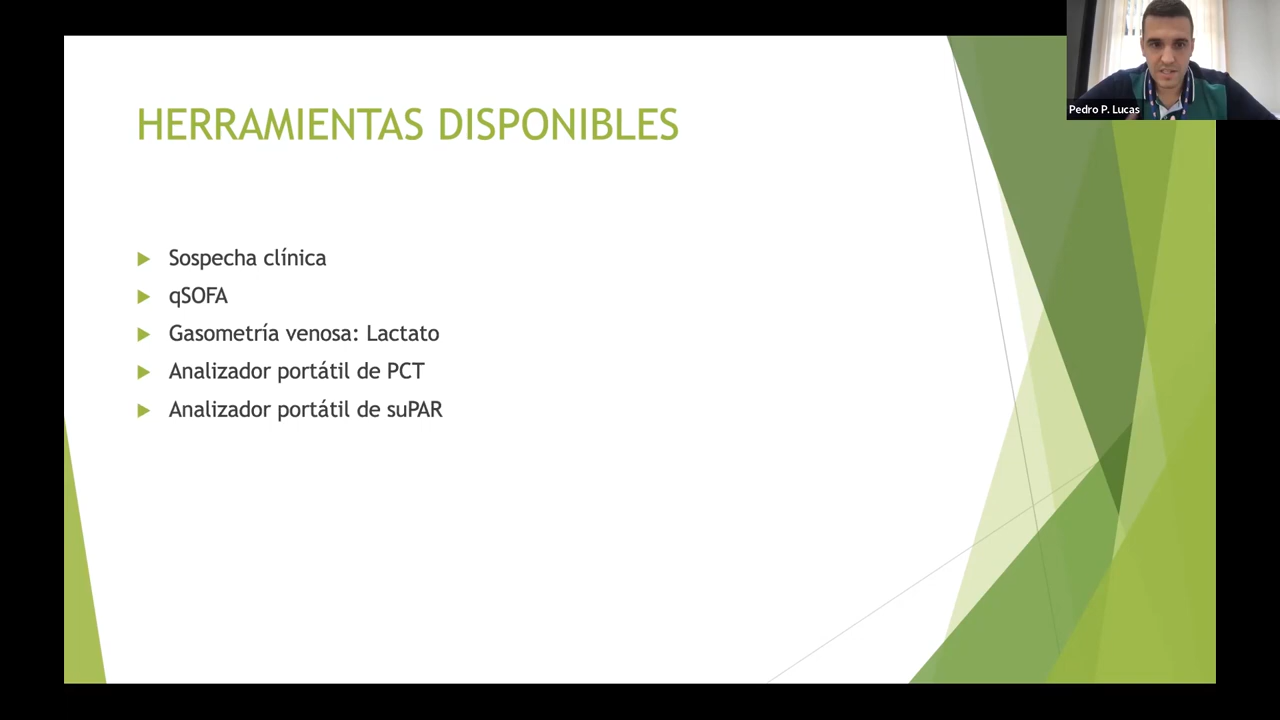 HERRAMIENTAS DISPONIBLES
Sospecha clínica
qSOFA
Gasometría venosa: Lactato
Analizador portátil de PCT
Analizador portátil de suPAR
Pedro P. Lucas